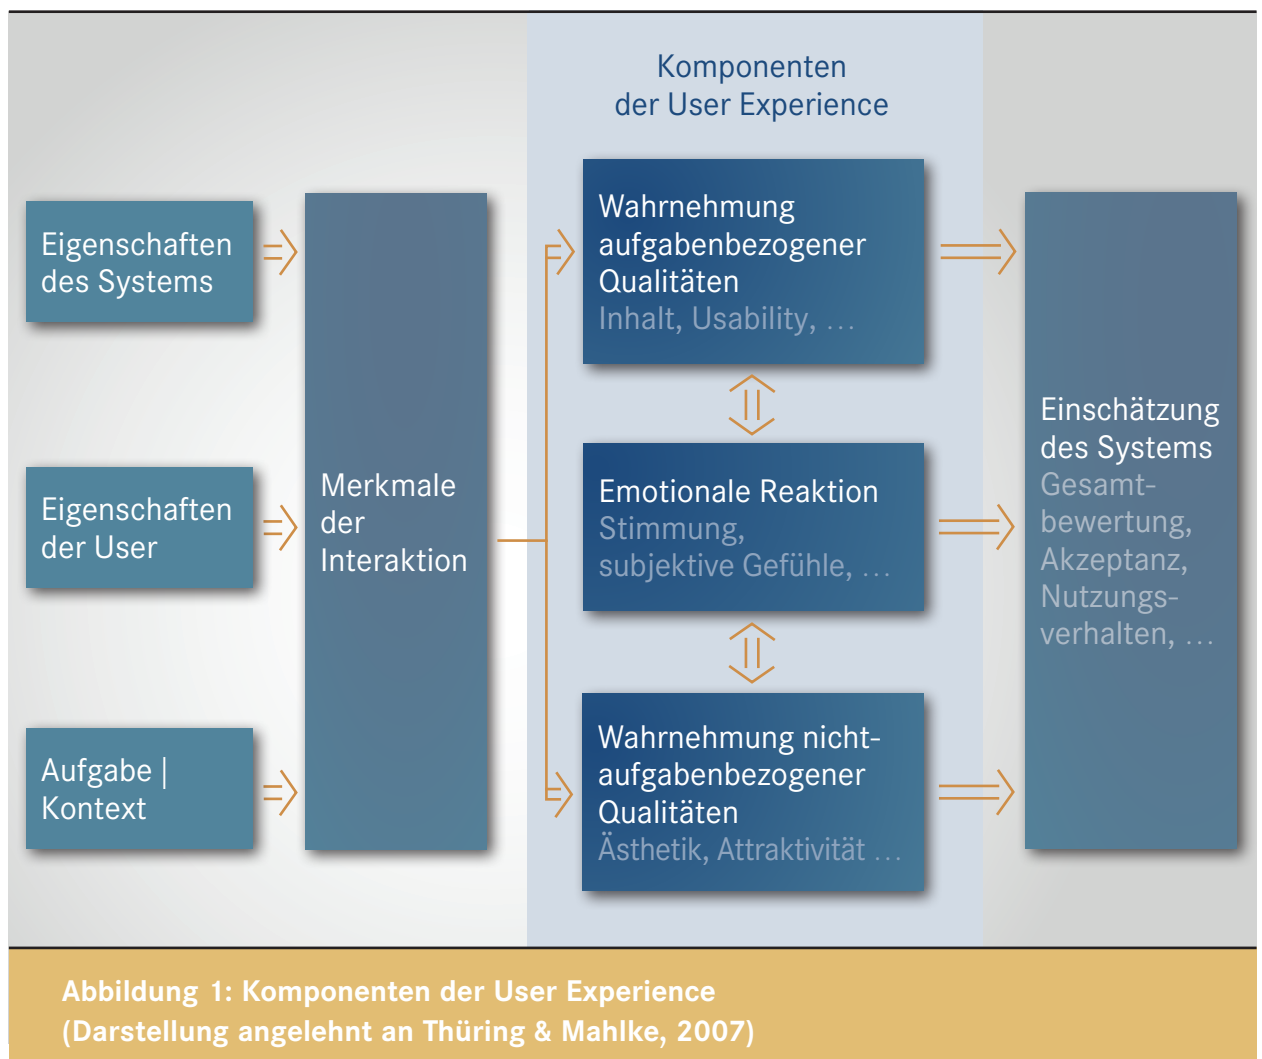 Komponenten
der User Experience
Eigenschaften
des Systems
Eigenschaften
der User
Aufgabe |
Kontext
Merkmale
der
Interaktion
Wahrnehmung
aufgabenbezogener
Qualitäten
Inhalt, Usability, …
Emotionale Reaktion
Stimmung,
subjektive Gefühle, …
Wahrnehmung nicht-
aufgabenbezogener
Qualitäten
Ästhetik, Attraktivität …
Einschätzung
des Systems
Gesamt-
bewertung,
Akzeptanz,
Nutzungs-
verhalten, …
Abbildung 1: Komponenten der User Experience
(Darstellung angelehnt an Thüring & Mahlke, 2007)